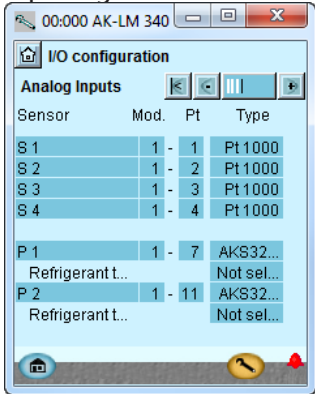 00:000 AK-LM 340
I/O configuration
Analog Inputs
Sensor Mod. Pt Type
S 1 1 - 1 Pt 1000
S 2 1 - 2 Pt 1000
S 3 1 - 3 Pt 1000
S 4 1 - 4 Pt 1000
P 1 1 - 7 AKS32...
Refrigerant t... Not sel...
P 2 1 - 11 AKS32...
Refrigerant t... Not sel...